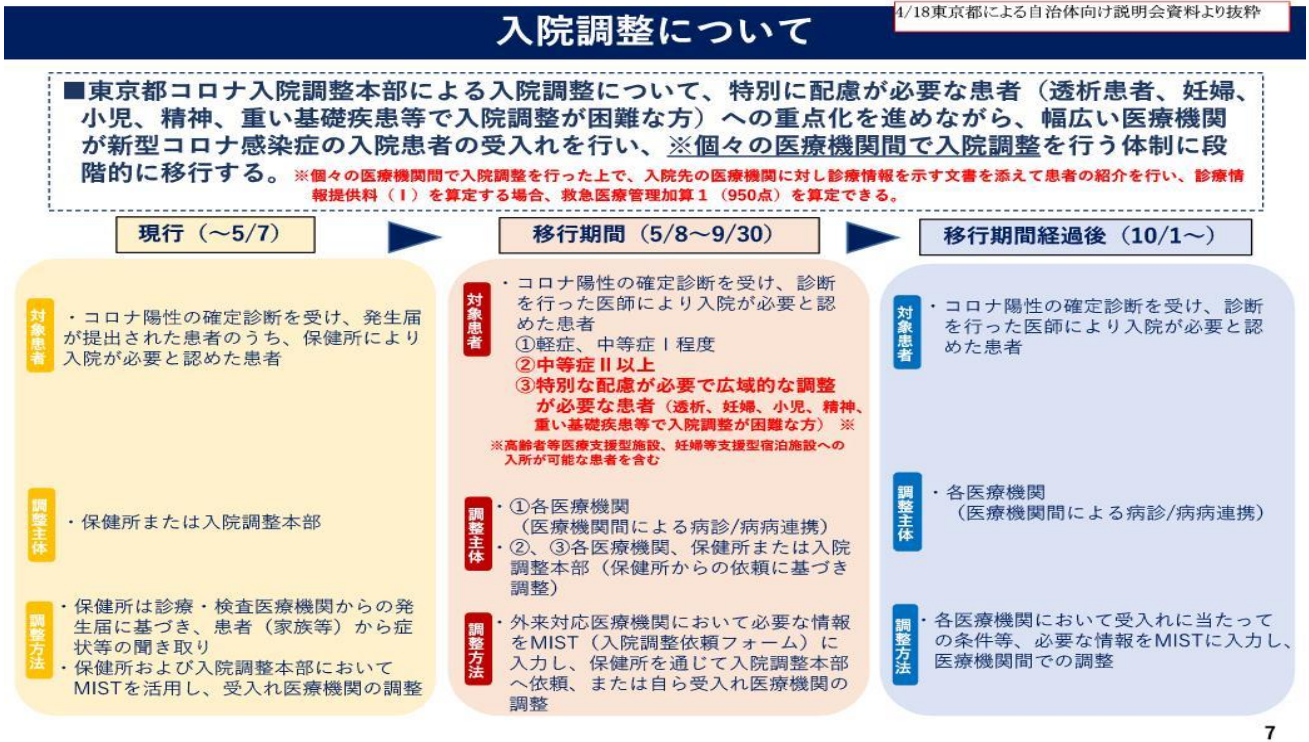 4/18東京都による自治体向け説明会資料より抜粋
入院調整について
■東京都コロナ入院調整本部による入院調整について、特別に配慮が必要な患者（透析患者、妊婦、
小児、精神、重い基礎疾患等で入院調整が困難な方）への重点化を進めながら、幅広い医療機関
が新型コロナ感染症の入院患者の受入れを行い、※個々の医療機関間で入院調整を行う体制に段
階的に移行する。※個々の医療機関間で入院調整を行った上で、入院先の医療機関に対し診療情報を示す文書を添えて患者の紹介を行い、診療情
報提供料（Ⅰ）を算定する場合、救急医療管理加算１（950点）を算定できる。
現行（～5/7）
対象患者
・コロナ陽性の確定診断を受け、発生届
が提出された患者のうち、保健所により
入院が必要と認めた患者
調整主体
・保健所または入院調整本部
調整方法
・保健所は診療・検査医療機関からの発
生届に基づき、患者（家族等）から症
状等の聞き取り
・保健所および入院調整本部において
MISTを活用し、受入れ医療機関の調整
移行期間（5/8～9/30）
対象患者
・コロナ陽性の確定診断を受け、診断
を行った医師により入院が必要と認
めた患者
①軽症、中等症Ⅰ程度
②中等症Ⅱ以上
③特別な配慮が必要で広域的な調整
が必要な患者（透析、妊婦、小児、精神、
重い基礎疾患等で入院調整が困難な方） ※
※高齢者等医療支援型施設、妊婦等支援型宿泊施設への
入所が可能な患者を含む
調整主体
・①各医療機関
（医療機関間による病診/病病連携）
・②、③各医療機関、保健所または入院
調整本部（保健所からの依頼に基づき
調整）
調整方法
・外来対応医療機関において必要な情報
をMIST（入院調整依頼フォーム）に
入力し、保健所を通じて入院調整本部
へ依頼、または自ら受入れ医療機関の
調整
移行期間経過後（10/1～）
対象患者
・コロナ陽性の確定診断を受け、診断
を行った医師により入院が必要と認
めた患者
調整主体
・各医療機関
（医療機関間による病診/病病連携）
調整方法
・各医療機関において受入れに当たって
の条件等、必要な情報をMISTに入力し、
医療機関間での調整
7